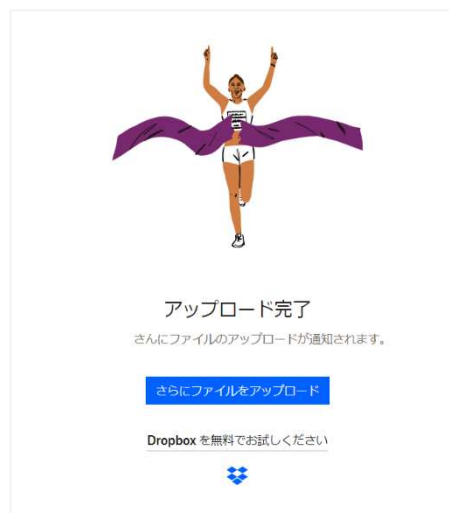 アップロード完了
さんにファイルのアップロードが通知されます。
さらにファイルをアップロード
Dropbox を無料でお試しください